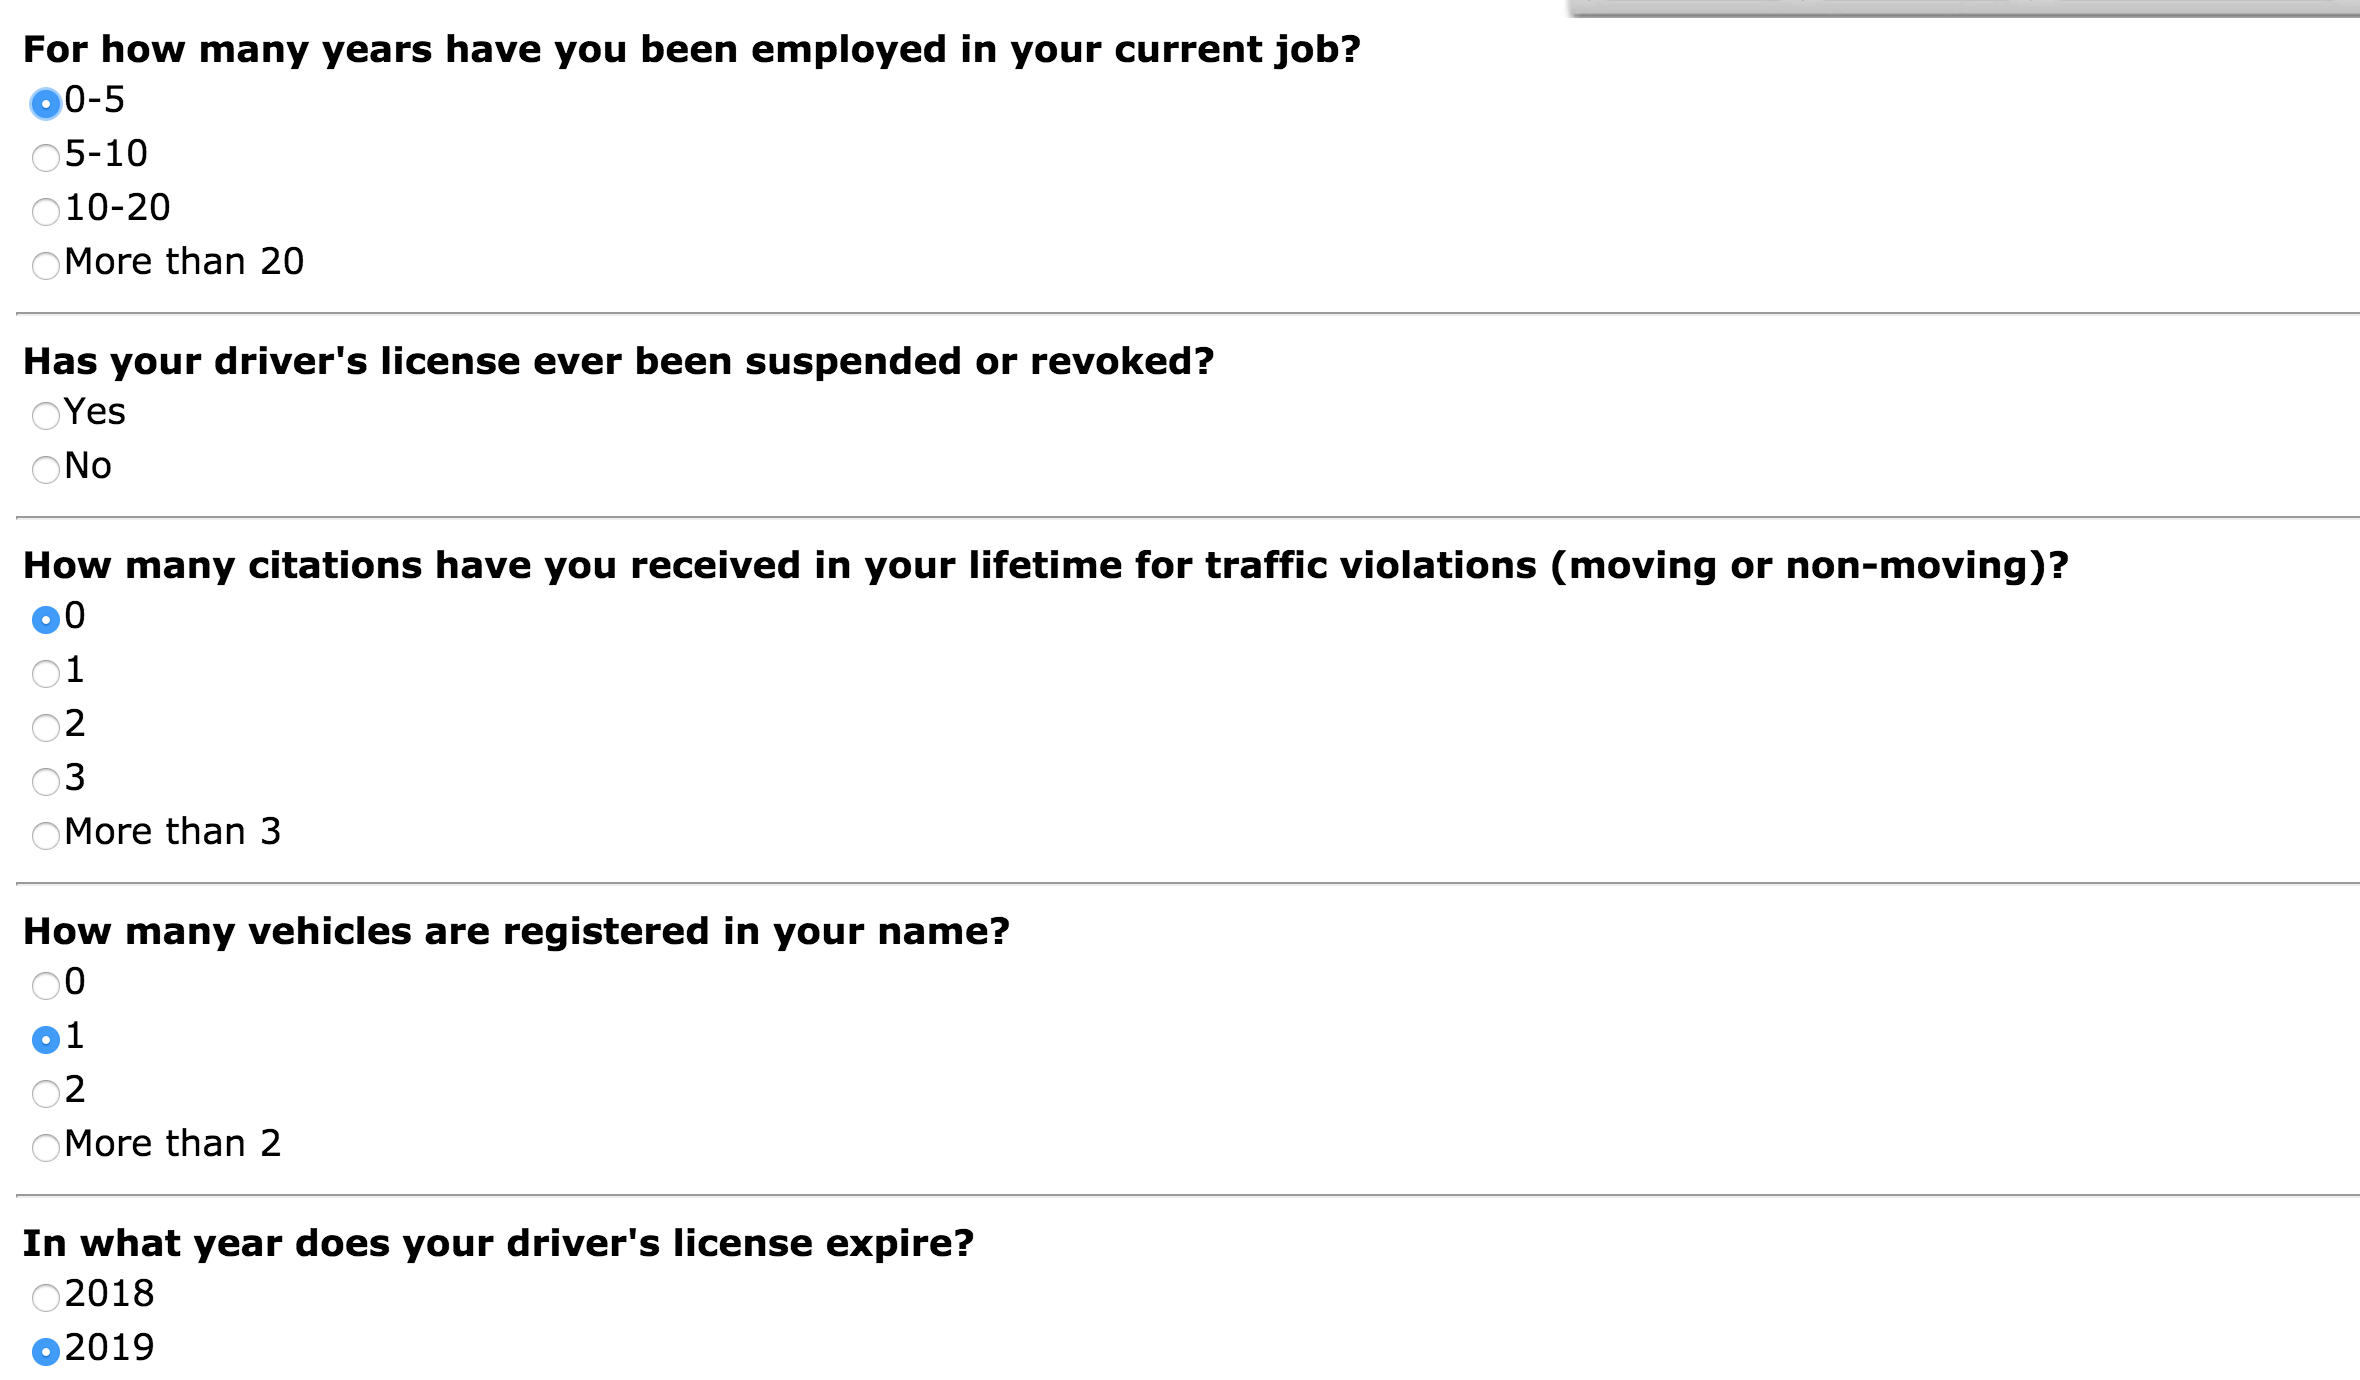 For how many years have you been employed in your current job?
0-5
5-10
10-20
More than 20
Has your driver's license ever been suspended or revoked?
Yes
No
How many citations have you received in your lifetime for traffic violations (moving or non-moving)?
0
1
2
3
More than 3
How many vehicles are registered in your name?
0
1
2
More than 2
In what year does your driver's license expire?
2018
2019